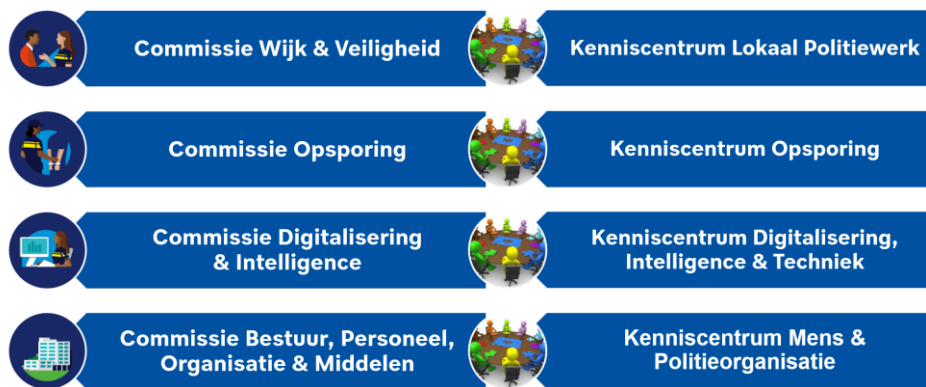 Commissie Wijk & Veiligheid
Kenniscentrum Lokaal Politiewerk
Commissie Opsporing
Kenniscentrum Opsporing
Commissie Digitalisering
& Intelligence
Kenniscentrum Digitalisering,
Intelligence & Techniek
Commissie Bestuur, Personeel,
Organisatie & Middelen
Kenniscentrum Mens &
Politieorganisatie